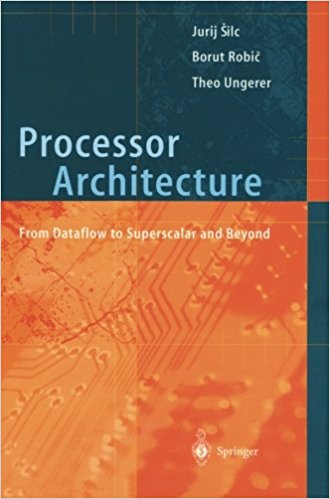 Jurij Šilc
Borut Robič
Theo Ungerer
Processor
Architecture
From Dataflow to Superscalar and Beyond
Springer